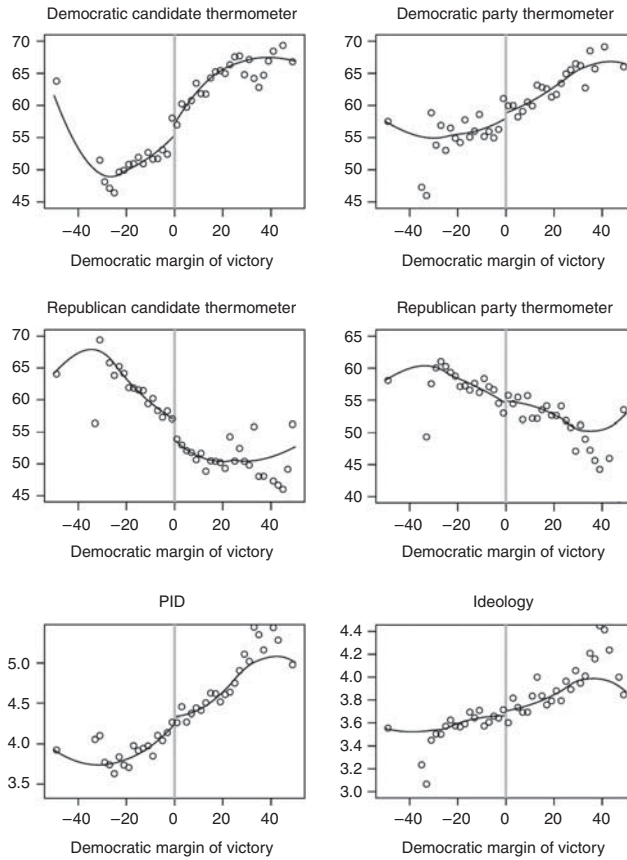 Democratic candidate thermometer
70
65
60
55
50
45
−40 −20 0 20 40
Democratic margin of victory
Democratic party thermometer
70
65
60
55
50
45
−40 −20 0 20 40
Democratic margin of victory
Republican candidate thermometer
70
65
60
55
50
45
−40 −20 0 20 40
Democratic margin of victory
Republican party thermometer
65
60
55
50
45
40
−40 −20 0 20 40
Democratic margin of victory
PID
5.0
4.5
4.0
3.5
−40 −20 0 20 40
Democratic margin of victory
Ideology
4.4
4.2
4.0
3.8
3.6
3.4
3.2
3.0
−40 −20 0 20 40
Democratic margin of victory